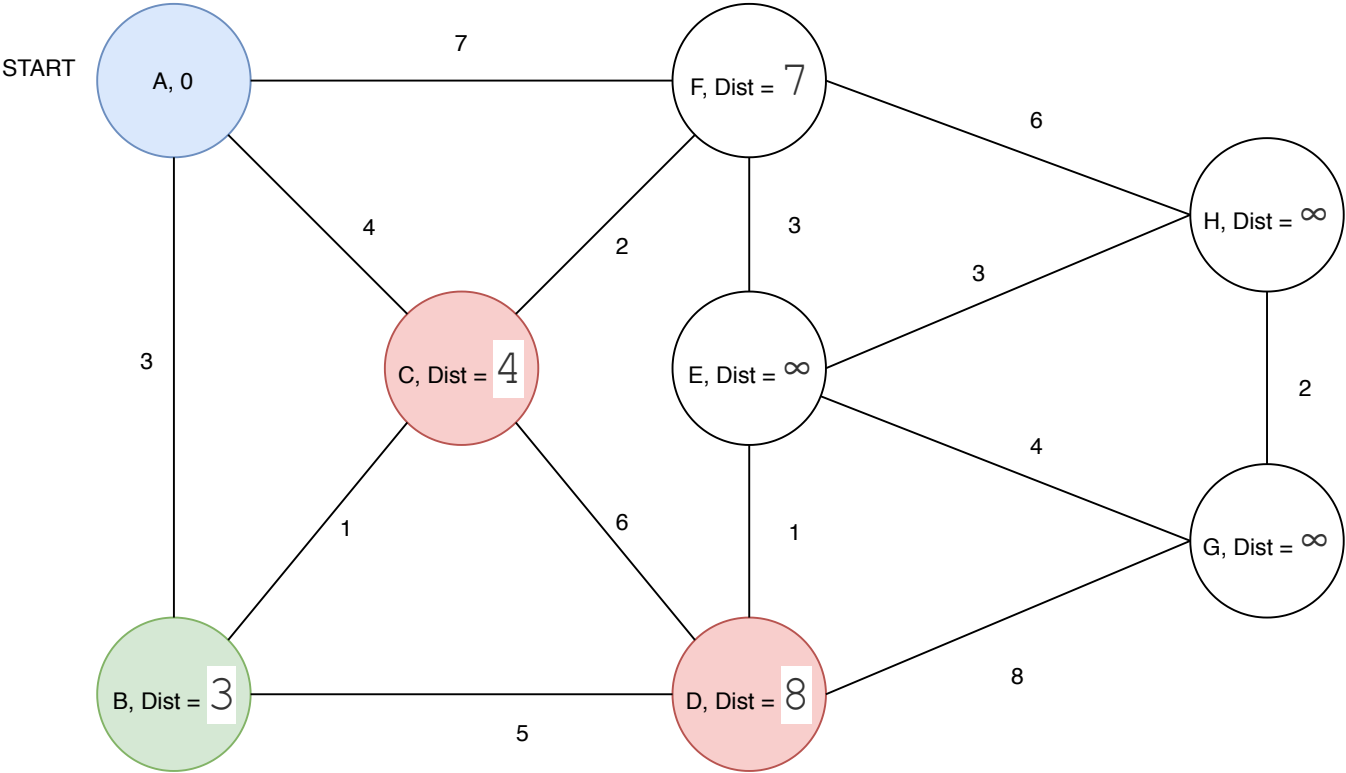 7
START
A, 0
F, Dist = 7
6
4
2
3
H, Dist = ∞
3
3
C, Dist = 4
E, Dist = ∞
2
4
1
6
1
G, Dist = ∞
8
B, Dist = 3
D, Dist = 8
5